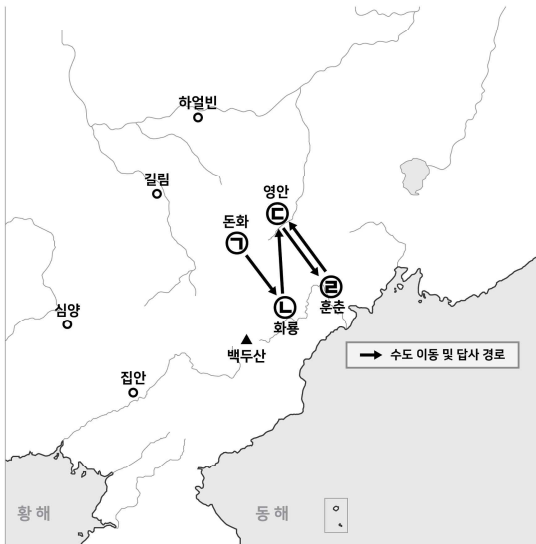 하얼빈
길림
영안
ㄷ
돈화
ㄱ
ㄹ
훈춘
ㄴ
화룡
심양
백두산
수도 이동 및 답사 경로
집안
황해
동해